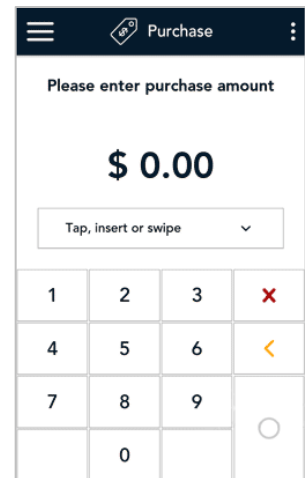 Purchase
Please enter purchase amount
$ 0.00
Tap, insert or swipe
1 2 3
4 5 6
7 8 9
0